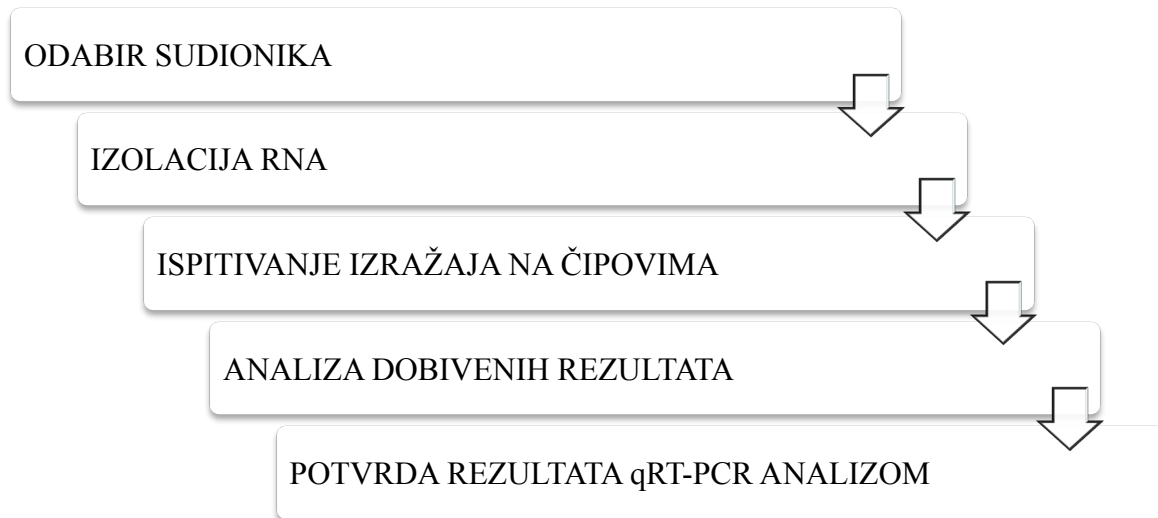 ODABIR SUDIONIKA
IZOLACIJA RNA
ISPITIVANJE IZRAŽAJA NA ČIPOVIMA
ANALIZA DOBIVENIH REZULTATA
POTVRDA REZULTATA qRT-PCR ANALIZOM